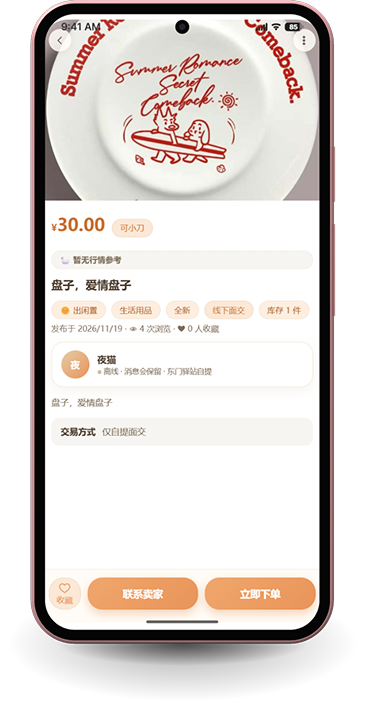 9:41 AM
85
Summer Ro
Comeback.
Summer Romance
Secret
Comeback.
¥30.00 可小刀
暂无行情参考
盘子，爱情盘子
出闲置 生活用品 全新 线下面交 库存 1 件
发布于 2026/11/19 · 4 次浏览 · 0 人收藏
夜 夜猫
离线 · 消息会保留 · 东门驿站自提
盘子，爱情盘子
交易方式 仅自提面交
收藏 联系卖家 立即下单